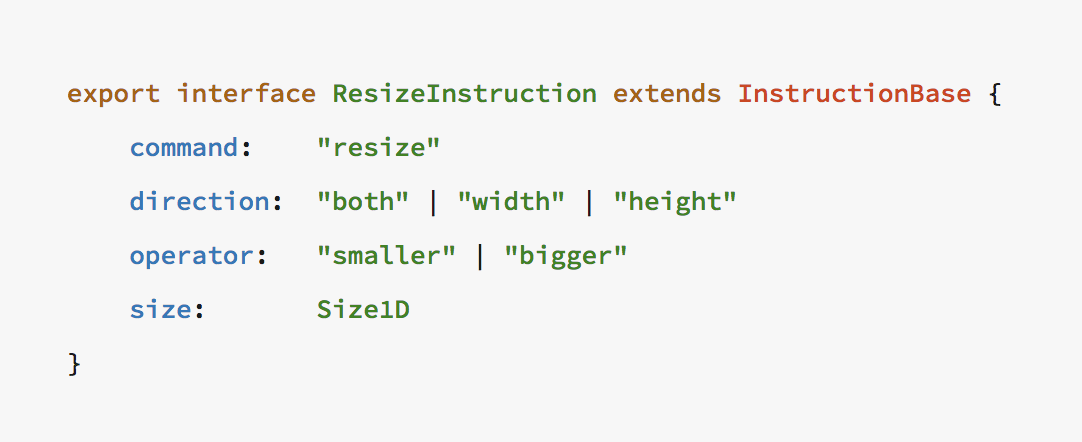 export interface ResizeInstruction extends InstructionBase {
    command:    "resize"
    direction:  "both" | "width" | "height"
    operator:   "smaller" | "bigger"
    size:       Size1D
}